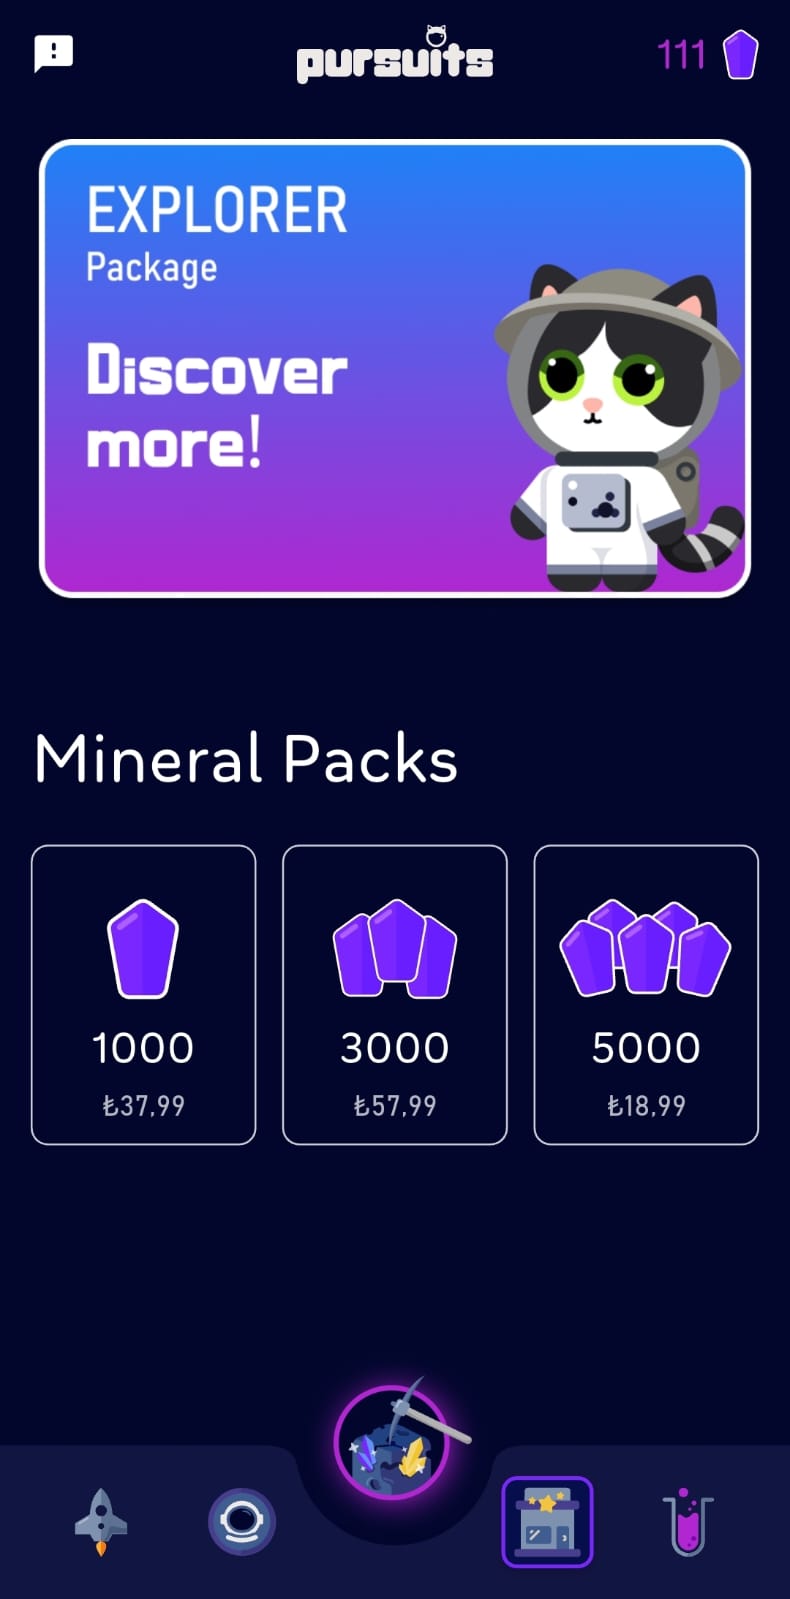 pursuits
111
EXPLORER
Package
Discover
more!
Mineral Packs
1000
₺37,99
3000
₺57,99
5000
₺18,99